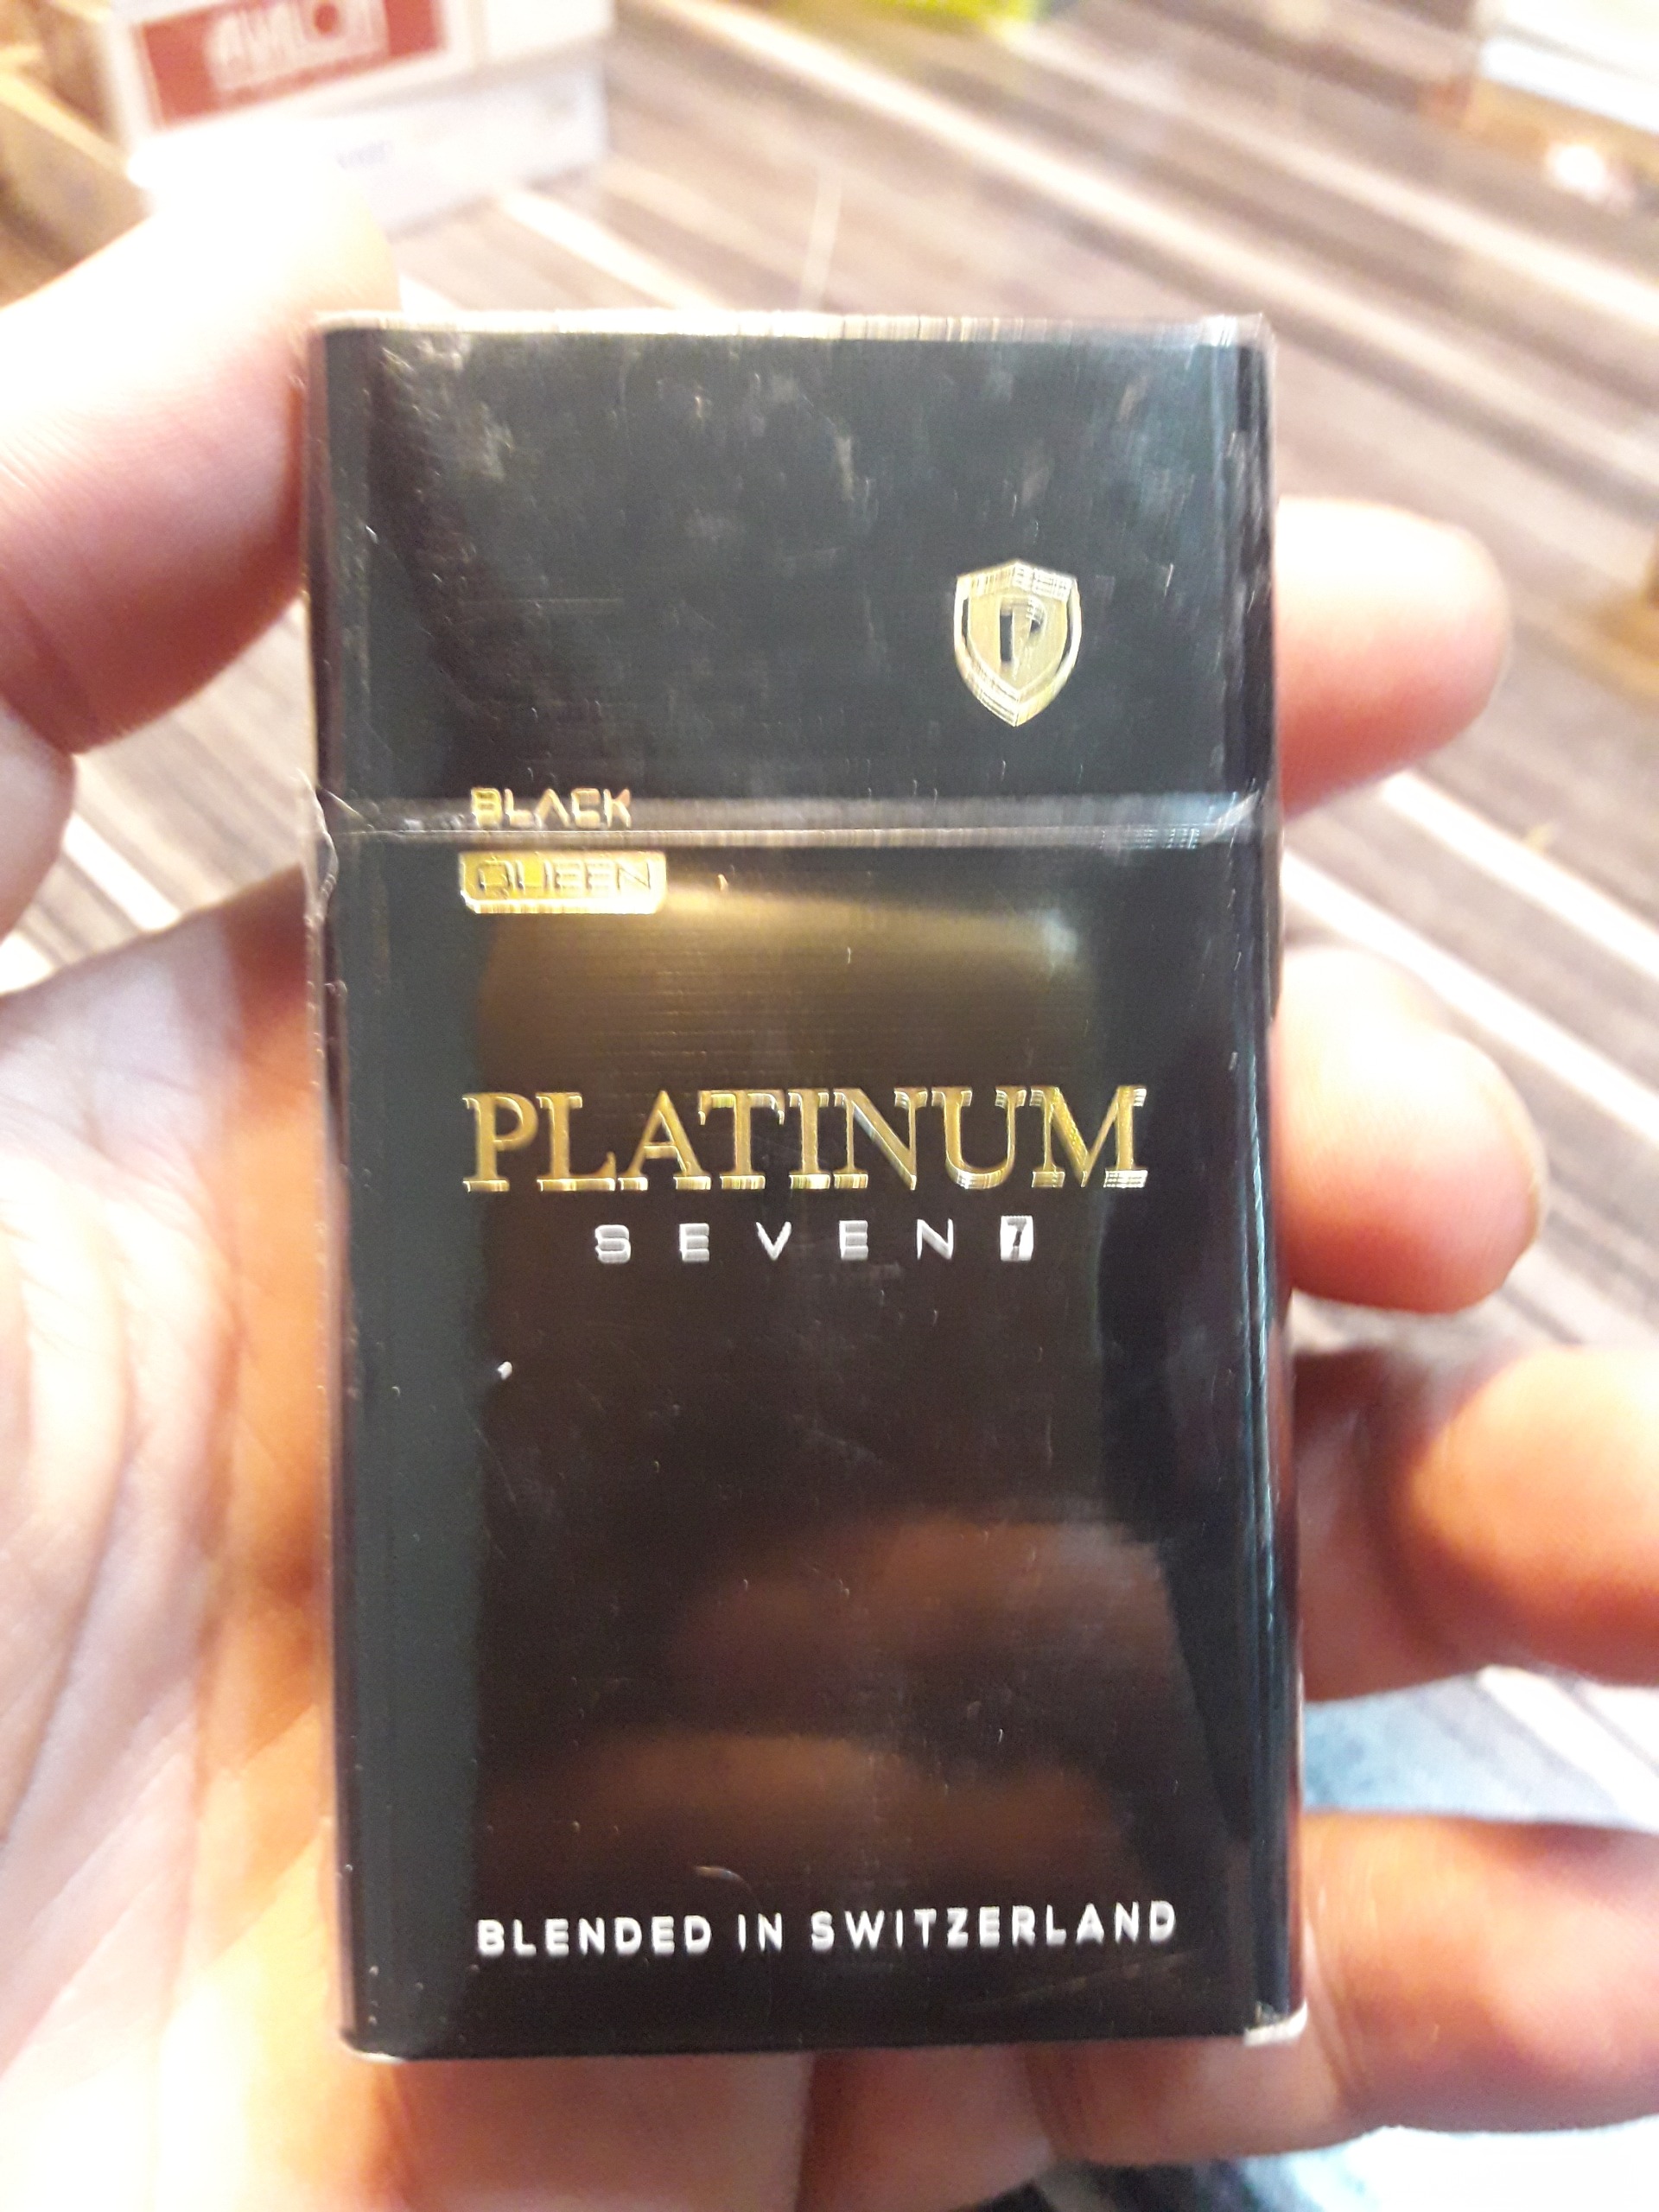 P
BLACK
QUEEN
PLATINUM
SEVEN 7
BLENDED IN SWITZERLAND